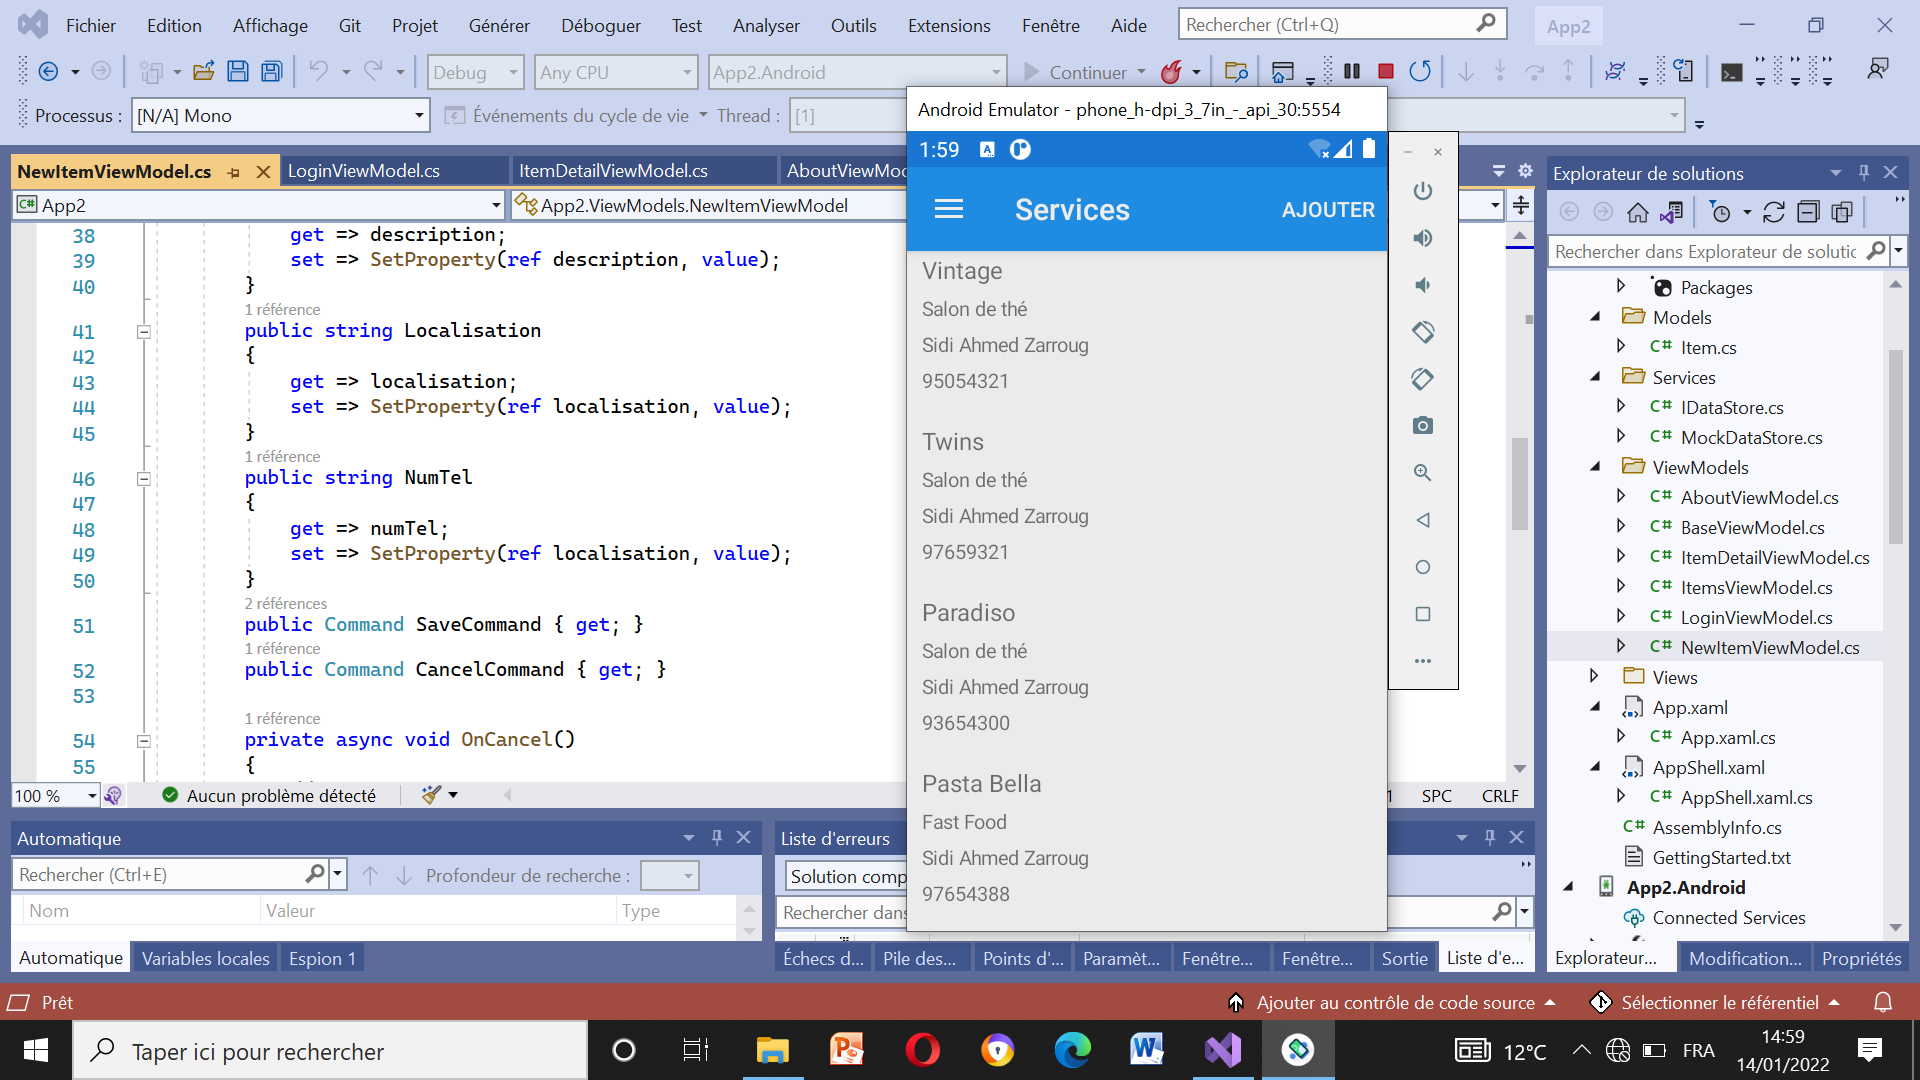 Fichier Edition Affichage Git Projet Générer Déboguer Test Analyser Outils Extensions Fenêtre Aide Rechercher (Ctrl+Q) App2
Debug Any CPU App2.Android Continuer
Processus : [N/A] Mono Événements du cycle de vie Thread : [1]
NewItemViewModel.cs LoginViewModel.cs ItemDetailViewModel.cs AboutViewMod
App2 App2.ViewModels.NewItemViewModel
38 get => description;
39 set => SetProperty(ref description, value);
40 }
1 référence
41 public string Localisation
42 {
43 get => localisation;
44 set => SetProperty(ref localisation, value);
45 }
1 référence
46 public string NumTel
47 {
48 get => numTel;
49 set => SetProperty(ref localisation, value);
50 }
2 références
51 public Command SaveCommand { get; }
1 référence
52 public Command CancelCommand { get; }
53
1 référence
54 private async void OnCancel()
55 {
100 % Aucun problème détecté 1 SPC CRLF
Android Emulator - phone_h-dpi_3_7in_-_api_30:5554
1:59
Services AJOUTER
Vintage
Salon de thé
Sidi Ahmed Zarroug
95054321
Twins
Salon de thé
Sidi Ahmed Zarroug
97659321
Paradiso
Salon de thé
Sidi Ahmed Zarroug
93654300
Pasta Bella
Fast Food
Sidi Ahmed Zarroug
97654388
Explorateur de solutions
Rechercher dans Explorateur de solutic
Packages
Models
C# Item.cs
Services
C# IDataStore.cs
C# MockDataStore.cs
ViewModels
C# AboutViewModel.cs
C# BaseViewModel.cs
C# ItemDetailViewModel.cs
C# ItemsViewModel.cs
C# LoginViewModel.cs
C# NewItemViewModel.cs
Views
App.xaml
C# App.xaml.cs
AppShell.xaml
C# AppShell.xaml.cs
C# AssemblyInfo.cs
GettingStarted.txt
App2.Android
Connected Services
Explorateur... Modification... Propriétés
Automatique
Rechercher (Ctrl+E) Profondeur de recherche :
Nom Valeur Type
Automatique Variables locales Espion 1
Liste d'erreurs
Solution comp
Rechercher dans
Échecs d... Pile des... Points d'... Paramèt... Fenêtre... Fenêtre... Sortie Liste d'e...
Prêt Ajouter au contrôle de code source Sélectionner le référentiel
Taper ici pour rechercher 12°C FRA 14:59
14/01/2022